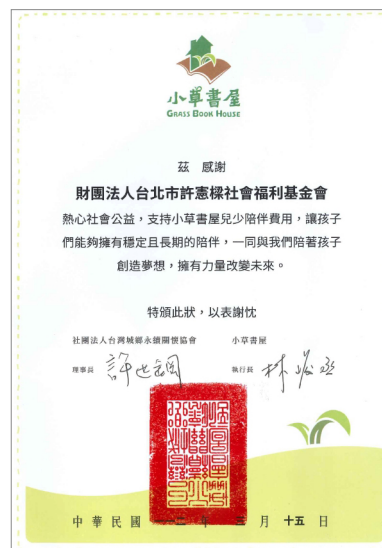 小草書屋
GRASS BOOK HOUSE
茲 感謝
財團法人台北市許憲樑社會福利基金會
熱心社會公益，支持小草書屋兒少陪伴費用，讓孩子
們能夠擁有穩定且長期的陪伴，一同與我們陪著孩子
創造夢想，擁有力量改變未來。
特頒此狀，以表謝忱
社團法人台灣城鄉永續關懷協會 小草書屋
理事長 執行長
中華民國 一一二 年 三 月 十五 日